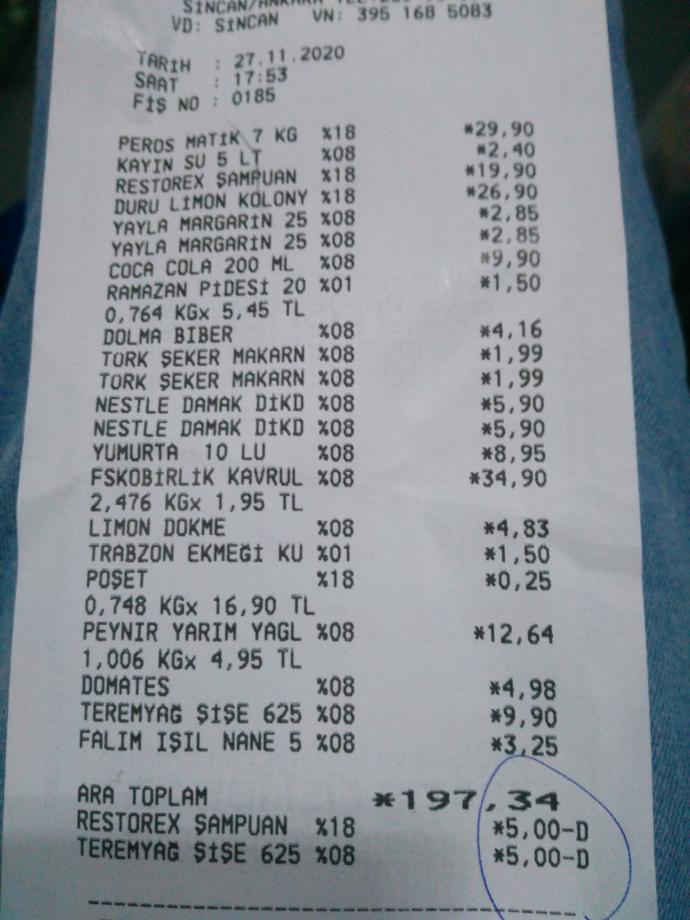 SİNCAN/ANKARA
VD: SİNCAN VN: 395 168 5083
TARİH : 27.11.2020
SAAT : 17:53
FİŞ NO : 0185
PEROS MATİK 7 KG %18 *29,90
KAYIN SU 5 LT %08 *2,40
RESTOREX ŞAMPUAN %18 *19,90
DURU LİMON KOLONY %18 *26,90
YAYLA MARGARİN 25 %08 *2,85
YAYLA MARGARİN 25 %08 *2,85
COCA COLA 200 ML %08 *9,90
RAMAZAN PİDESİ 20 %01 *1,50
0,764 KGx 5,45 TL
DOLMA BİBER %08 *4,16
TORK ŞEKER MAKARN %08 *1,99
TORK ŞEKER MAKARN %08 *1,99
NESTLE DAMAK DİKD %08 *5,90
NESTLE DAMAK DİKD %08 *5,90
YUMURTA 10 LU %08 *8,95
FSKOBİRLİK KAVRUL %08 *34,90
2,476 KGx 1,95 TL
LİMON DOKME %08 *4,83
TRABZON EKMEĞİ KU %01 *1,50
POŞET %18 *0,25
0,748 KGx 16,90 TL
PEYNİR YARIM YAGL %08 *12,64
1,006 KGx 4,95 TL
DOMATES %08 *4,98
TEREMYAĞ ŞİŞE 625 %08 *9,90
FALIM IŞIL NANE 5 %08 *3,25
ARA TOPLAM *197,34
RESTOREX ŞAMPUAN %18 *5,00-D
TEREMYAĞ ŞİŞE 625 %08 *5,00-D